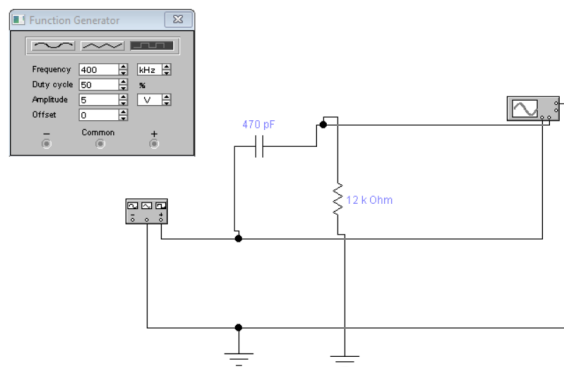 Function Generator
Frequency 400 kHz
Duty cycle 50 %
Amplitude 5 V
Offset 0
− Common +
470 pF
12 k Ohm
− +